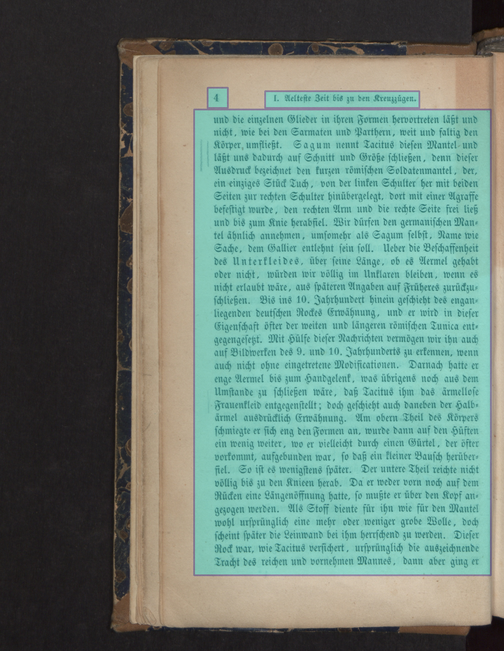 4
I. Aelteste Zeit bis zu den Kreuzzügen.
und die einzelnen Glieder in ihren Formen hervortreten läßt und
nicht, wie bei den Sarmaten und Parthern, weit und faltig den
Körper umfließt. Sagum nennt Tacitus diesen Mantel und
läßt uns dadurch auf Schnitt und Größe schließen, denn dieser
Ausdruck bezeichnet den kurzen römischen Soldatenmantel, der,
ein einziges Stück Tuch, von der linken Schulter her mit beiden
Seiten zur rechten Schulter hinübergelegt, dort mit einer Agraffe
befestigt wurde, den rechten Arm und die rechte Seite frei ließ
und bis zum Knie herabfiel. Wir dürfen den germanischen Man-
tel ähnlich annehmen, umsomehr als Sagum selbst, Name wie
Sache, dem Gallier entlehnt sein soll. Ueber die Beschaffenheit
des Unterkleides, über seine Länge, ob es Aermel gehabt
oder nicht, würden wir völlig im Unklaren bleiben, wenn es
nicht erlaubt wäre, aus späteren Angaben auf Früheres zurückzu-
schließen. Bis ins 10. Jahrhundert hinein geschieht des engan-
liegenden deutschen Rockes Erwähnung, und er wird in dieser
Eigenschaft öfter der weiten und längeren römischen Tunica ent-
gegengesetzt. Mit Hülfe dieser Nachrichten vermögen wir ihn auch
auf Bildwerken des 9. und 10. Jahrhunderts zu erkennen, wenn
auch nicht ohne eingetretene Modificationen. Darnach hatte er
enge Aermel bis zum Handgelenk, was übrigens noch aus dem
Umstande zu schließen wäre, daß Tacitus ihm das ärmellose
Frauenkleid entgegenstellt; doch geschieht auch daneben der Halb-
ärmel ausdrücklich Erwähnung. Am obern Theil des Körpers
schmiegte er sich eng den Formen an, wurde dann auf den Hüften
ein wenig weiter, wo er vielleicht durch einen Gürtel, der öfter
vorkommt, aufgebunden war, so daß ein kleiner Bausch herüber-
fiel. So ist es wenigstens später. Der untere Theil reichte nicht
völlig bis zu den Knieen herab. Da er weder vorn noch auf dem
Rücken eine Längenöffnung hatte, so mußte er über den Kopf an-
gezogen werden. Als Stoff diente für ihn wie für den Mantel
wohl ursprünglich eine mehr oder weniger grobe Wolle, doch
scheint später die Leinwand bei ihm herrschend zu werden. Dieser
Rock war, wie Tacitus versichert, ursprünglich die auszeichnende
Tracht des reichen und vornehmen Mannes, dann aber ging er